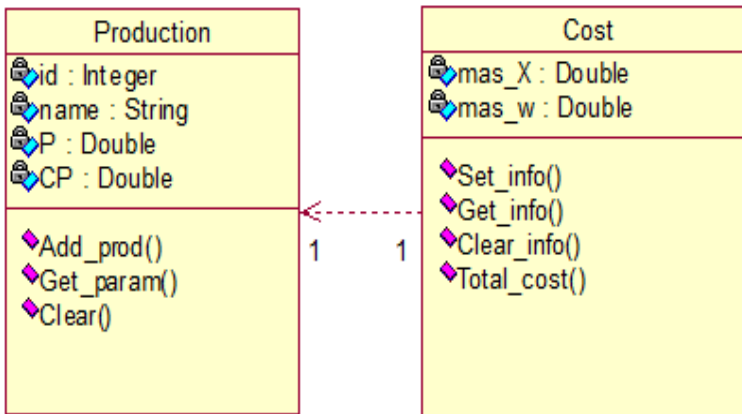 Production
id : Integer
name : String
P : Double
CP : Double
Add_prod()
Get_param()
Clear()
1
1
Cost
mas_X : Double
mas_w : Double
Set_info()
Get_info()
Clear_info()
Total_cost()